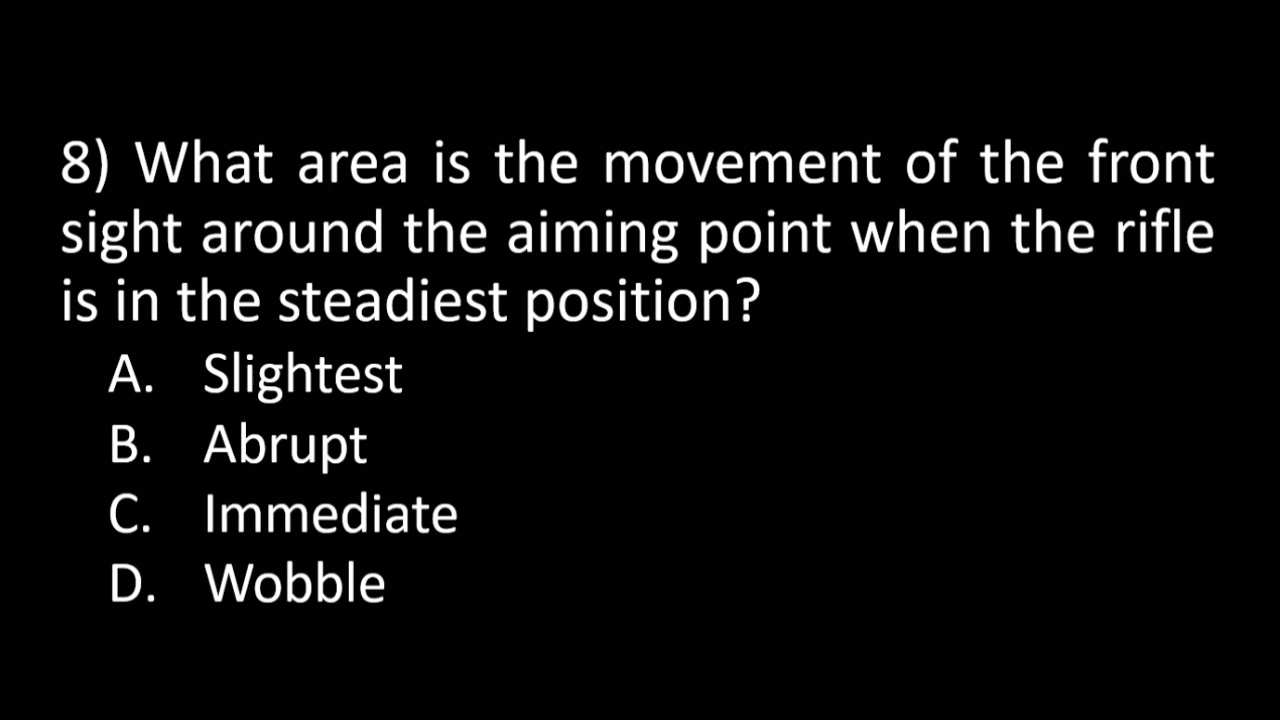 8) What area is the movement of the front
sight around the aiming point when the rifle
is in the steadiest position?
A. Slightest
B. Abrupt
C. Immediate
D. Wobble